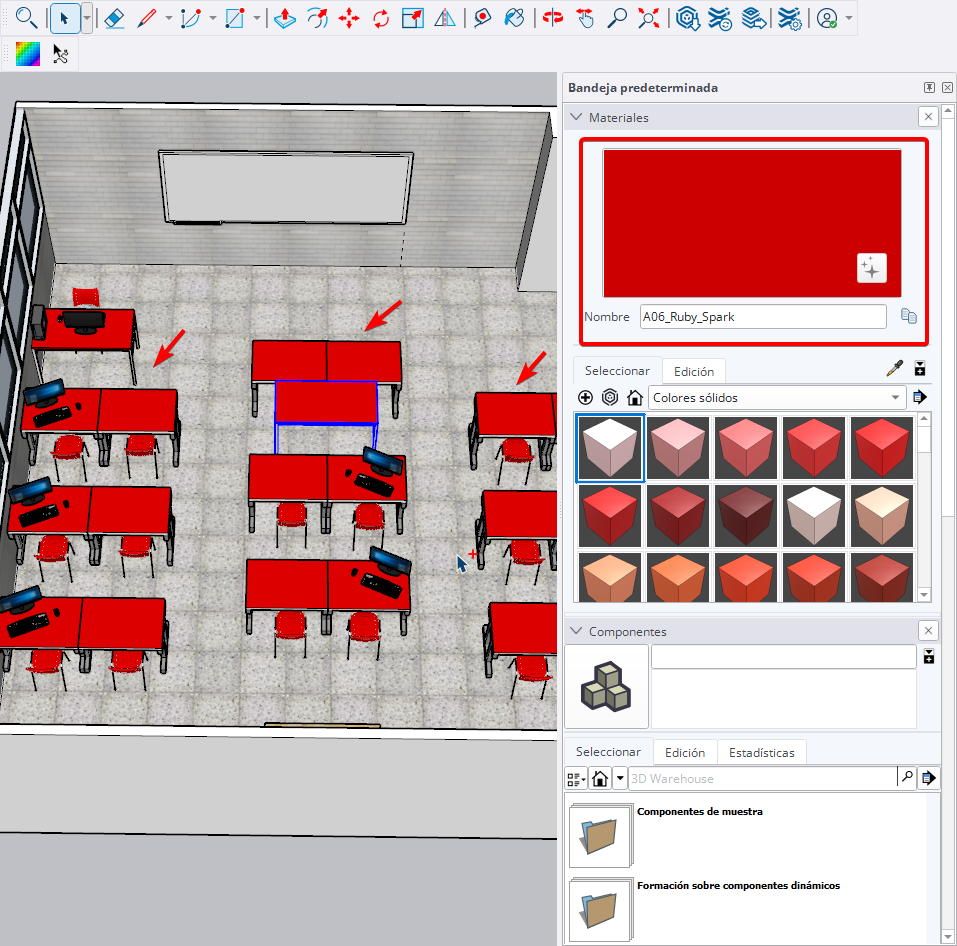 Bandeja predeterminada
Materiales
Nombre A06_Ruby_Spark
Seleccionar Edición
Colores sólidos
Componentes
Seleccionar Edición Estadísticas
3D Warehouse
Componentes de muestra
Formación sobre componentes dinámicos